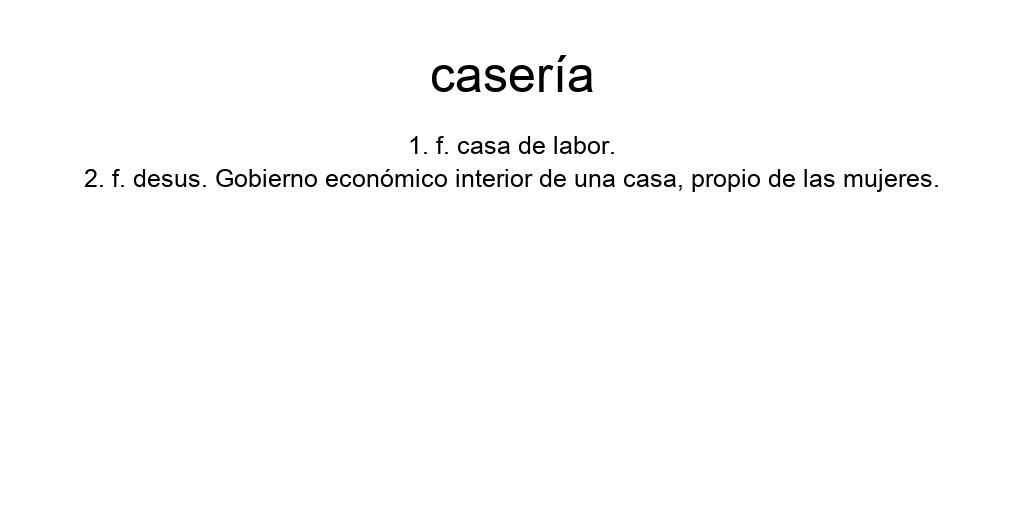 casería
1. f. casa de labor.
2. f. desus. Gobierno económico interior de una casa, propio de las mujeres.